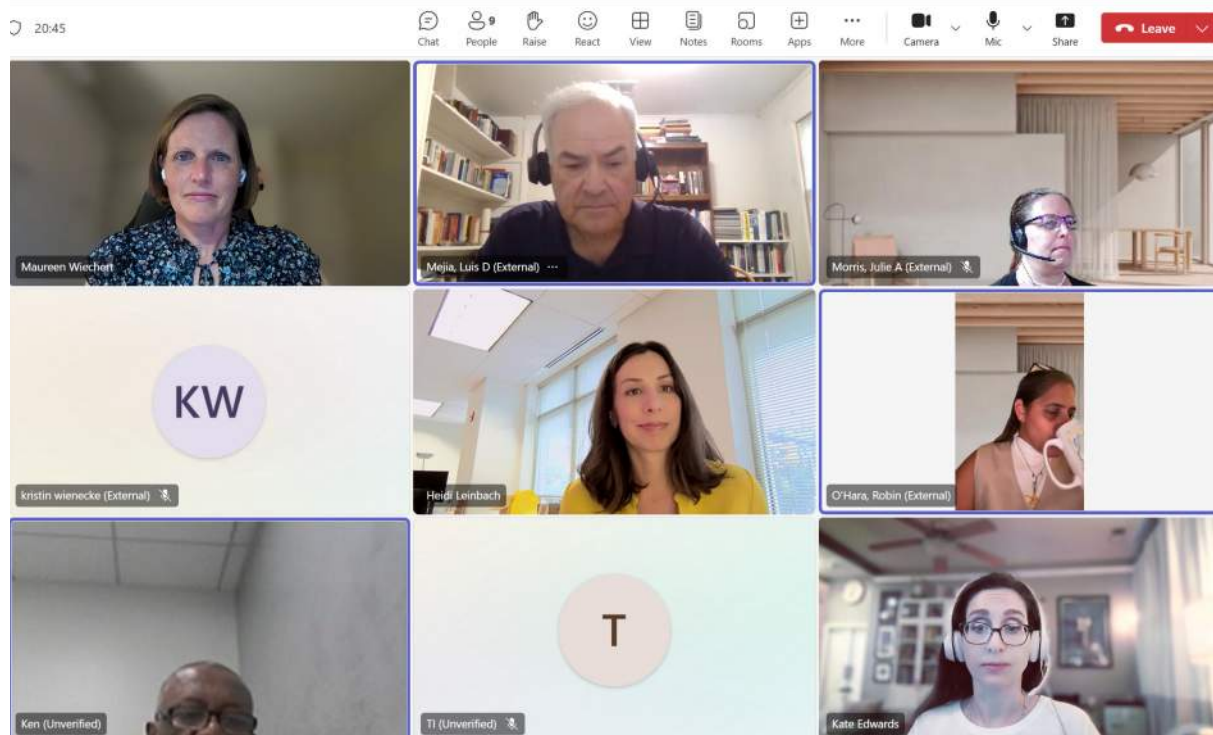 20:45
Chat
People 9
Raise
React
View
Notes
Rooms
Apps
More
Camera
Mic
Share
Leave
Maureen Wiechert
Mejia, Luis D (External) ...
Morris, Julie A (External)
KW
kristin wienecke (External)
Heidi Leinbach
O'Hara, Robin (External)
Ken (Unverified)
T
TI (Unverified)
Kate Edwards